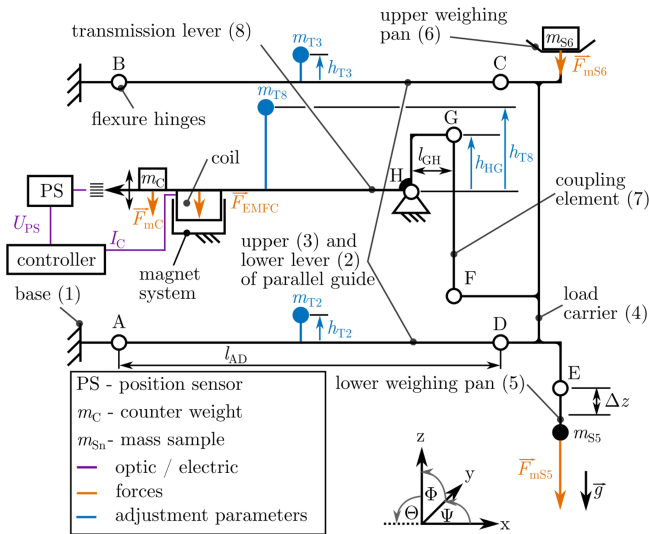 transmission lever (8)
upper weighing
pan (6)
m_S6
F_mS6
m_T3
h_T3
B
C
flexure hinges
m_T8
G
h_T8
l_GH
h_HG
H
coil
PS
m_C
F_mC
F_EMFC
coupling
element (7)
U_PS
I_C
controller
magnet
system
upper (3) and
lower lever (2)
of parallel guide
F
base (1)
m_T2
h_T2
load
carrier (4)
A
D
l_AD
E
lower weighing pan (5)
Δz
m_S5
F_mS5
g
PS - position sensor
m_C - counter weight
m_Sn - mass sample
optic / electric
forces
adjustment parameters
z
y
x
Φ
Θ
Ψ